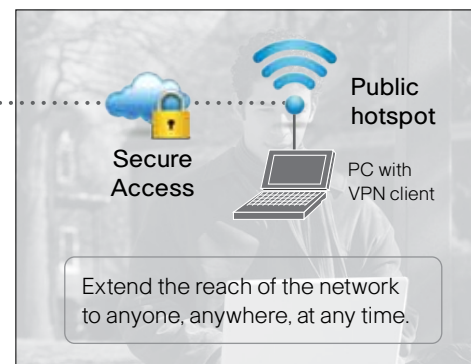 Public
hotspot
Secure
Access
PC with
VPN client
Extend the reach of the network
to anyone, anywhere, at any time.